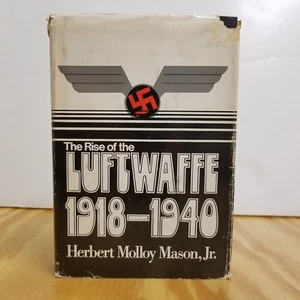 The Rise of the
LUFTWAFFE
1918-1940
Herbert Molloy Mason, Jr.